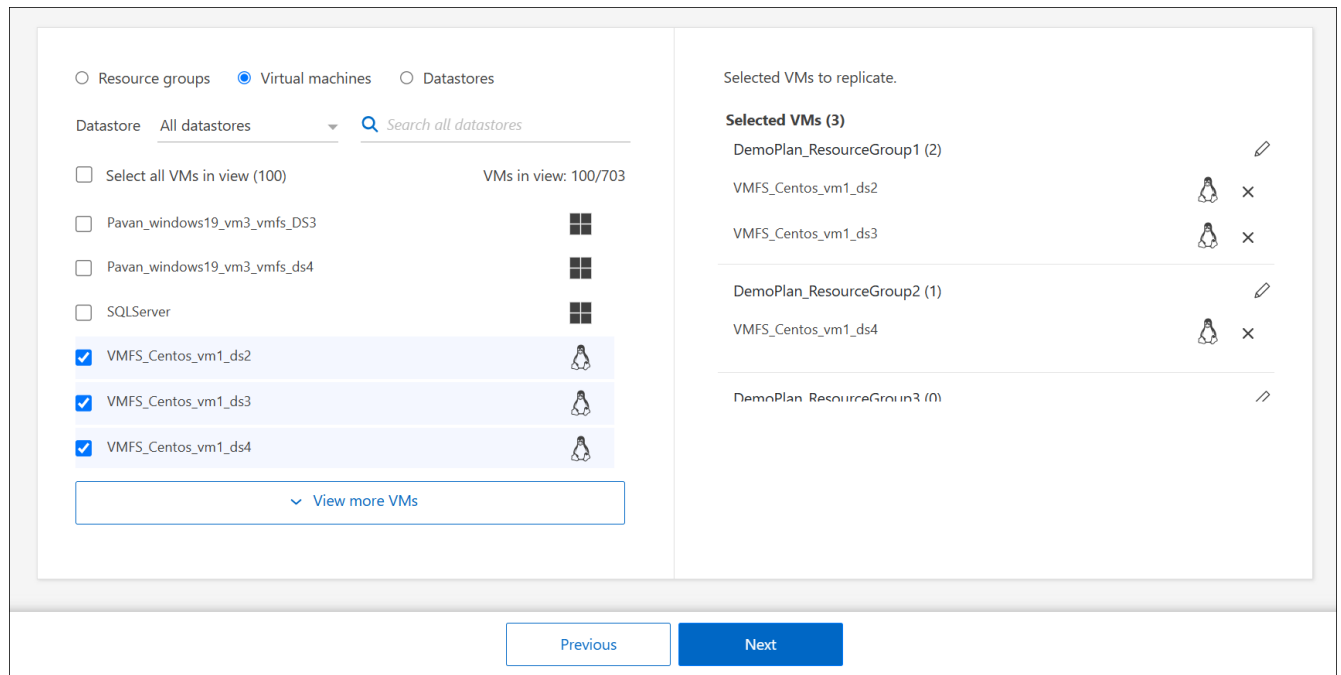 Resource groups Virtual machines Datastores
Datastore All datastores Search all datastores
Select all VMs in view (100) VMs in view: 100/703
Pavan_windows19_vm3_vmfs_DS3
Pavan_windows19_vm3_vmfs_ds4
SQLServer
VMFS_Centos_vm1_ds2
VMFS_Centos_vm1_ds3
VMFS_Centos_vm1_ds4
View more VMs
Selected VMs to replicate.
Selected VMs (3)
DemoPlan_ResourceGroup1 (2)
VMFS_Centos_vm1_ds2
VMFS_Centos_vm1_ds3
DemoPlan_ResourceGroup2 (1)
VMFS_Centos_vm1_ds4
DemoPlan_ResourceGroup3 (0)
Previous Next